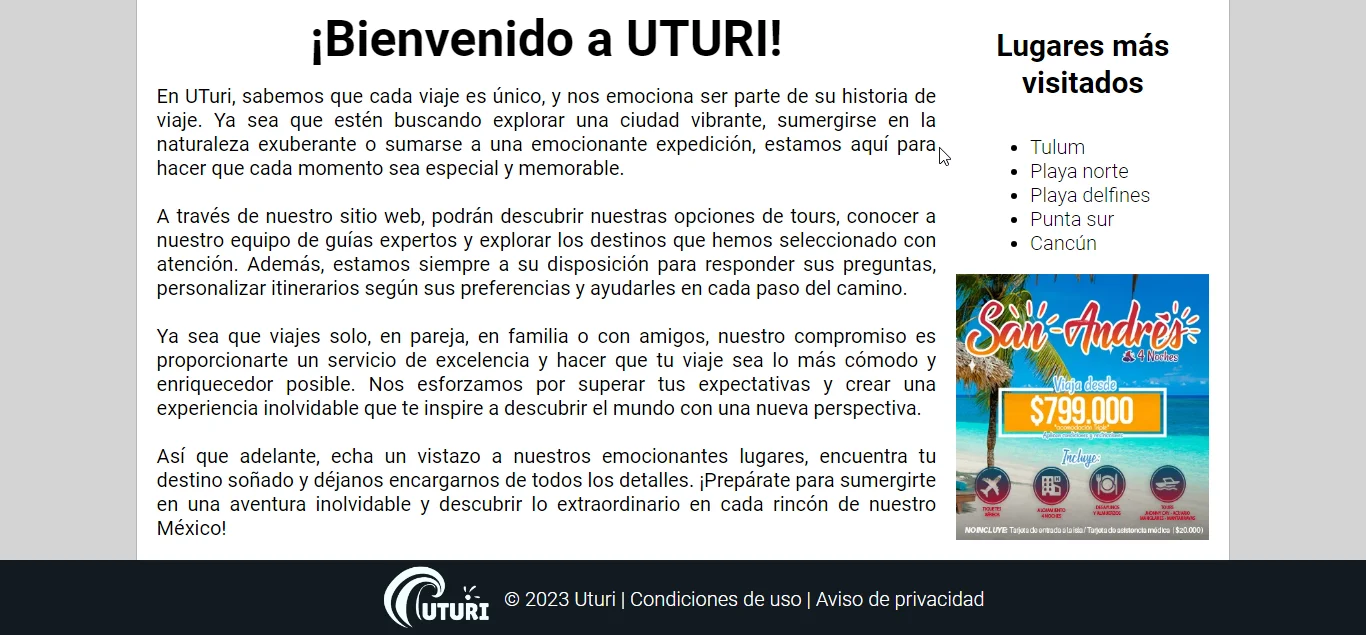 ¡Bienvenido a UTURI!
En UTuri, sabemos que cada viaje es único, y nos emociona ser parte de su historia de
viaje. Ya sea que estén buscando explorar una ciudad vibrante, sumergirse en la
naturaleza exuberante o sumarse a una emocionante expedición, estamos aquí para
hacer que cada momento sea especial y memorable.
A través de nuestro sitio web, podrán descubrir nuestras opciones de tours, conocer a
nuestro equipo de guías expertos y explorar los destinos que hemos seleccionado con
atención. Además, estamos siempre a su disposición para responder sus preguntas,
personalizar itinerarios según sus preferencias y ayudarles en cada paso del camino.
Ya sea que viajes solo, en pareja, en familia o con amigos, nuestro compromiso es
proporcionarte un servicio de excelencia y hacer que tu viaje sea lo más cómodo y
enriquecedor posible. Nos esforzamos por superar tus expectativas y crear una
experiencia inolvidable que te inspire a descubrir el mundo con una nueva perspectiva.
Así que adelante, echa un vistazo a nuestros emocionantes lugares, encuentra tu
destino soñado y déjanos encargarnos de todos los detalles. ¡Prepárate para sumergirte
en una aventura inolvidable y descubrir lo extraordinario en cada rincón de nuestro
México!
Lugares más
visitados
Tulum
Playa norte
Playa delfines
Punta sur
Cancún
San Andrés
4 Noches
Viaja desde
$799.000
*acomodación Triple*
Aplican condiciones y restricciones
Incluye:
TIQUETES
AÉREOS
ALOJAMIENTO
4 NOCHES
DESAYUNOS
Y ALMUERZOS
TOURS
JHONNY CAY - ACUARIO
MANGLARES - MANTARRAYAS
NO INCLUYE: Tarjeta de entrada a la isla / Tarjeta de asistencia médica ( $20.000)
UTURI
© 2023 Uturi | Condiciones de uso | Aviso de privacidad